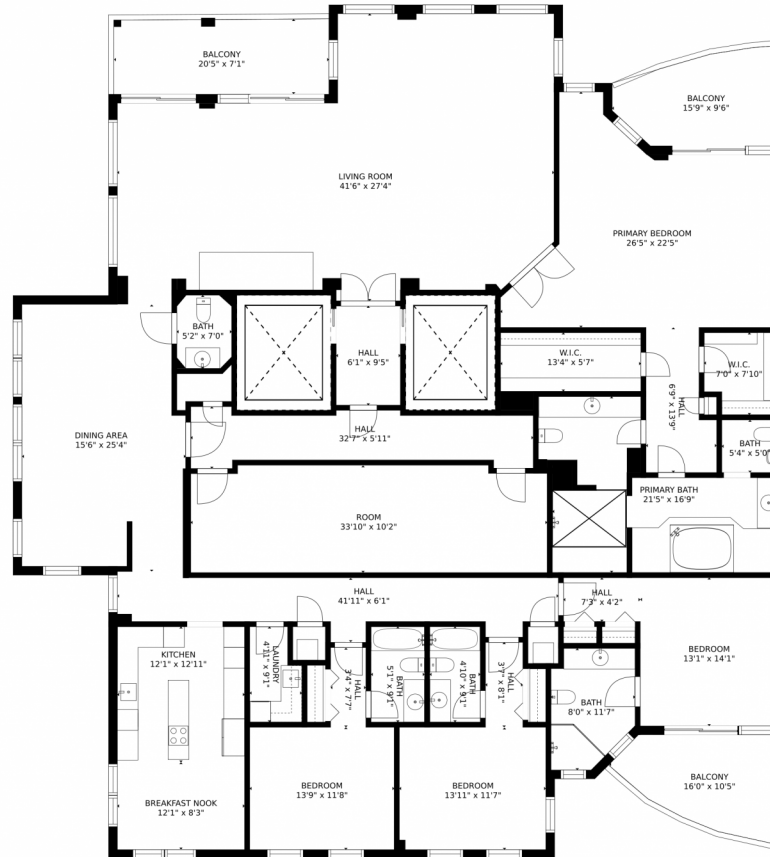 BALCONY
20'5" x 7'1"
BALCONY
15'9" x 9'6"
LIVING ROOM
41'6" x 27'4"
PRIMARY BEDROOM
26'5" x 22'5"
BATH
5'2" x 7'0"
HALL
6'1" x 9'5"
W.I.C.
13'4" x 5'7"
W.I.C.
7'0" x 7'10"
HALL
6'9" x 13'9"
HALL
32'7" x 5'11"
DINING AREA
15'6" x 25'4"
BATH
5'4" x 5'0"
PRIMARY BATH
21'5" x 16'9"
ROOM
33'10" x 10'2"
HALL
41'11" x 6'1"
HALL
7'3" x 4'2"
KITCHEN
12'1" x 12'11"
LAUNDRY
4'11" x 9'1"
HALL
3'4" x 7'7"
BATH
5'1" x 9'1"
BATH
4'10" x 9'1"
HALL
3'7" x 8'1"
BEDROOM
13'1" x 14'1"
BATH
8'0" x 11'7"
BALCONY
16'0" x 10'5"
BEDROOM
13'9" x 11'8"
BEDROOM
13'11" x 11'7"
BREAKFAST NOOK
12'1" x 8'3"